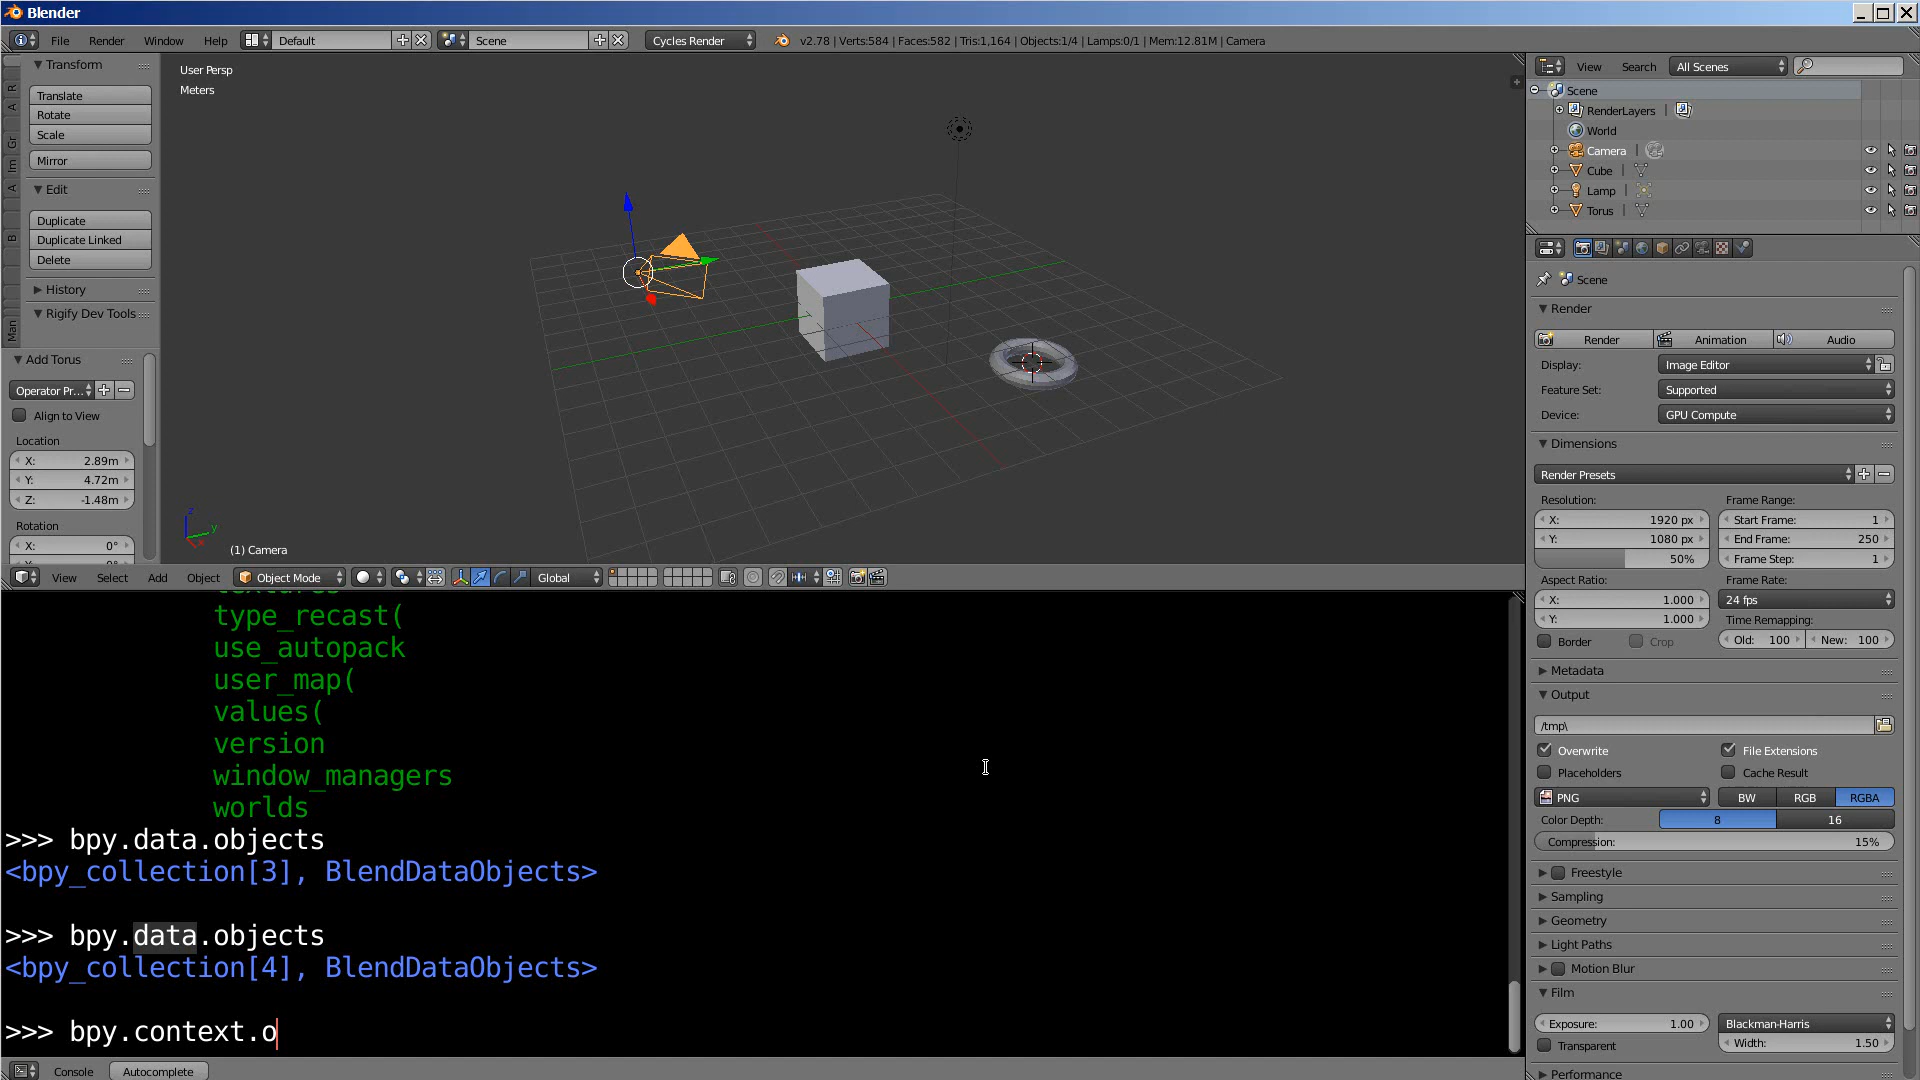 Blender
File Render Window Help Default Scene Cycles Render v2.78 | Verts:584 | Faces:582 | Tris:1,164 | Objects:1/4 | Lamps:0/1 | Mem:12.81M | Camera
Transform
Translate
Rotate
Scale
Mirror
Edit
Duplicate
Duplicate Linked
Delete
History
Rigify Dev Tools
R
A
Gr
Im
A
B
Man
Add Torus
Operator Pr...
Align to View
Location
X: 2.89m
Y: 4.72m
Z: -1.48m
Rotation
X: 0°
User Persp
Meters
z
y
(1) Camera
View Select Add Object Object Mode Global
type_recast(
use_autopack
user_map(
values(
version
window_managers
worlds
>>> bpy.data.objects
<bpy_collection[3], BlendDataObjects>
>>> bpy.data.objects
<bpy_collection[4], BlendDataObjects>
>>> bpy.context.o
Console Autocomplete
View Search All Scenes
Scene
RenderLayers |
World
Camera |
Cube |
Lamp |
Torus |
Scene
Render
Render Animation Audio
Display: Image Editor
Feature Set: Supported
Device: GPU Compute
Dimensions
Render Presets
Resolution: Frame Range:
X: 1920 px Start Frame: 1
Y: 1080 px End Frame: 250
50% Frame Step: 1
Aspect Ratio: Frame Rate:
X: 1.000 24 fps
Y: 1.000 Time Remapping:
Border Crop Old: 100 New: 100
Metadata
Output
/tmp\
Overwrite File Extensions
Placeholders Cache Result
PNG BW RGB RGBA
Color Depth: 8 16
Compression: 15%
Freestyle
Sampling
Geometry
Light Paths
Motion Blur
Film
Exposure: 1.00 Blackman-Harris
Transparent Width: 1.50
Performance